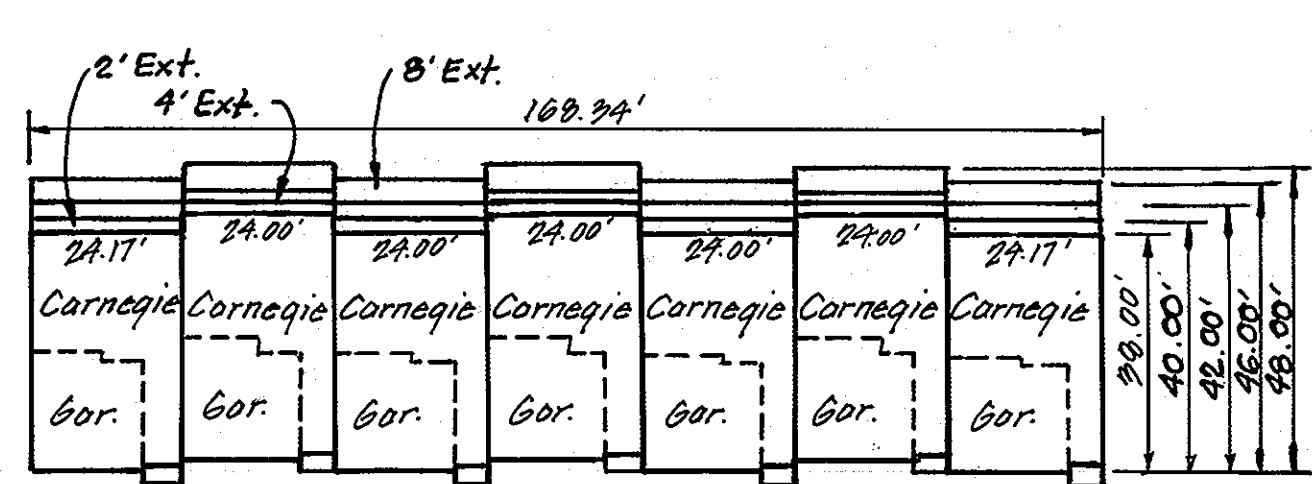 2' Ext.
8' Ext.
4' Ext.
168.34'
24.17' 24.00' 24.00' 24.00' 24.00' 24.00' 24.17'
Carnegie Carnegie Carnegie Carnegie Carnegie Carnegie Carnegie
Gar. Gar. Gar. Gar. Gar. Gar. Gar.
38.00'
40.00'
42.00'
46.00'
48.00'